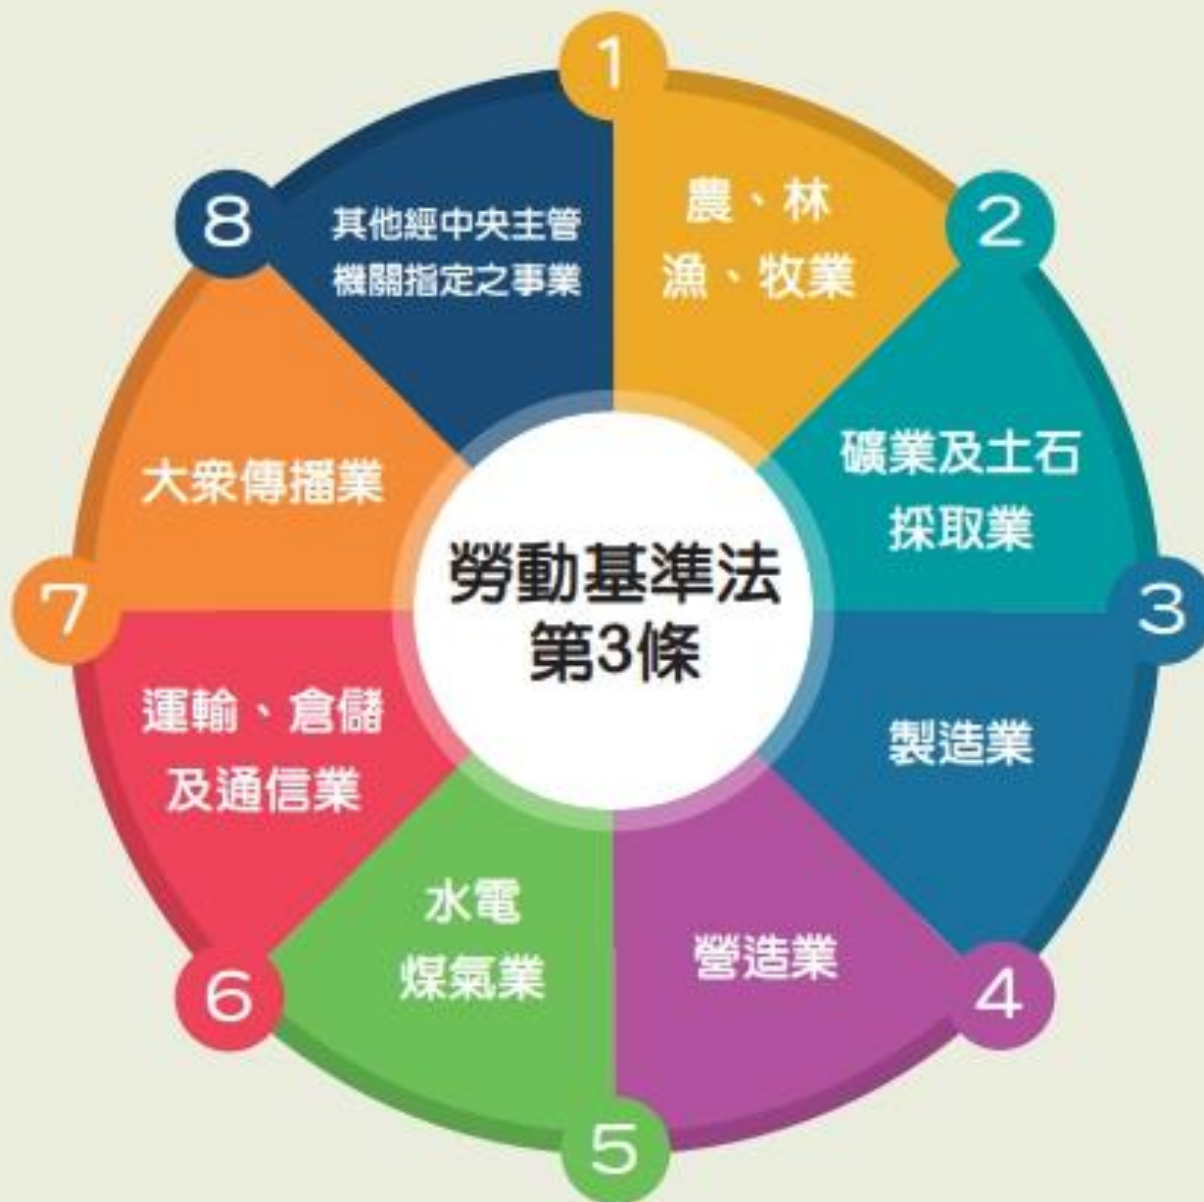 勞動基準法
第3條
1
農、林
漁、牧業
2
礦業及土石
採取業
3
製造業
4
營造業
5
水電
煤氣業
6
運輸、倉儲
及通信業
7
大眾傳播業
8
其他經中央主管
機關指定之事業